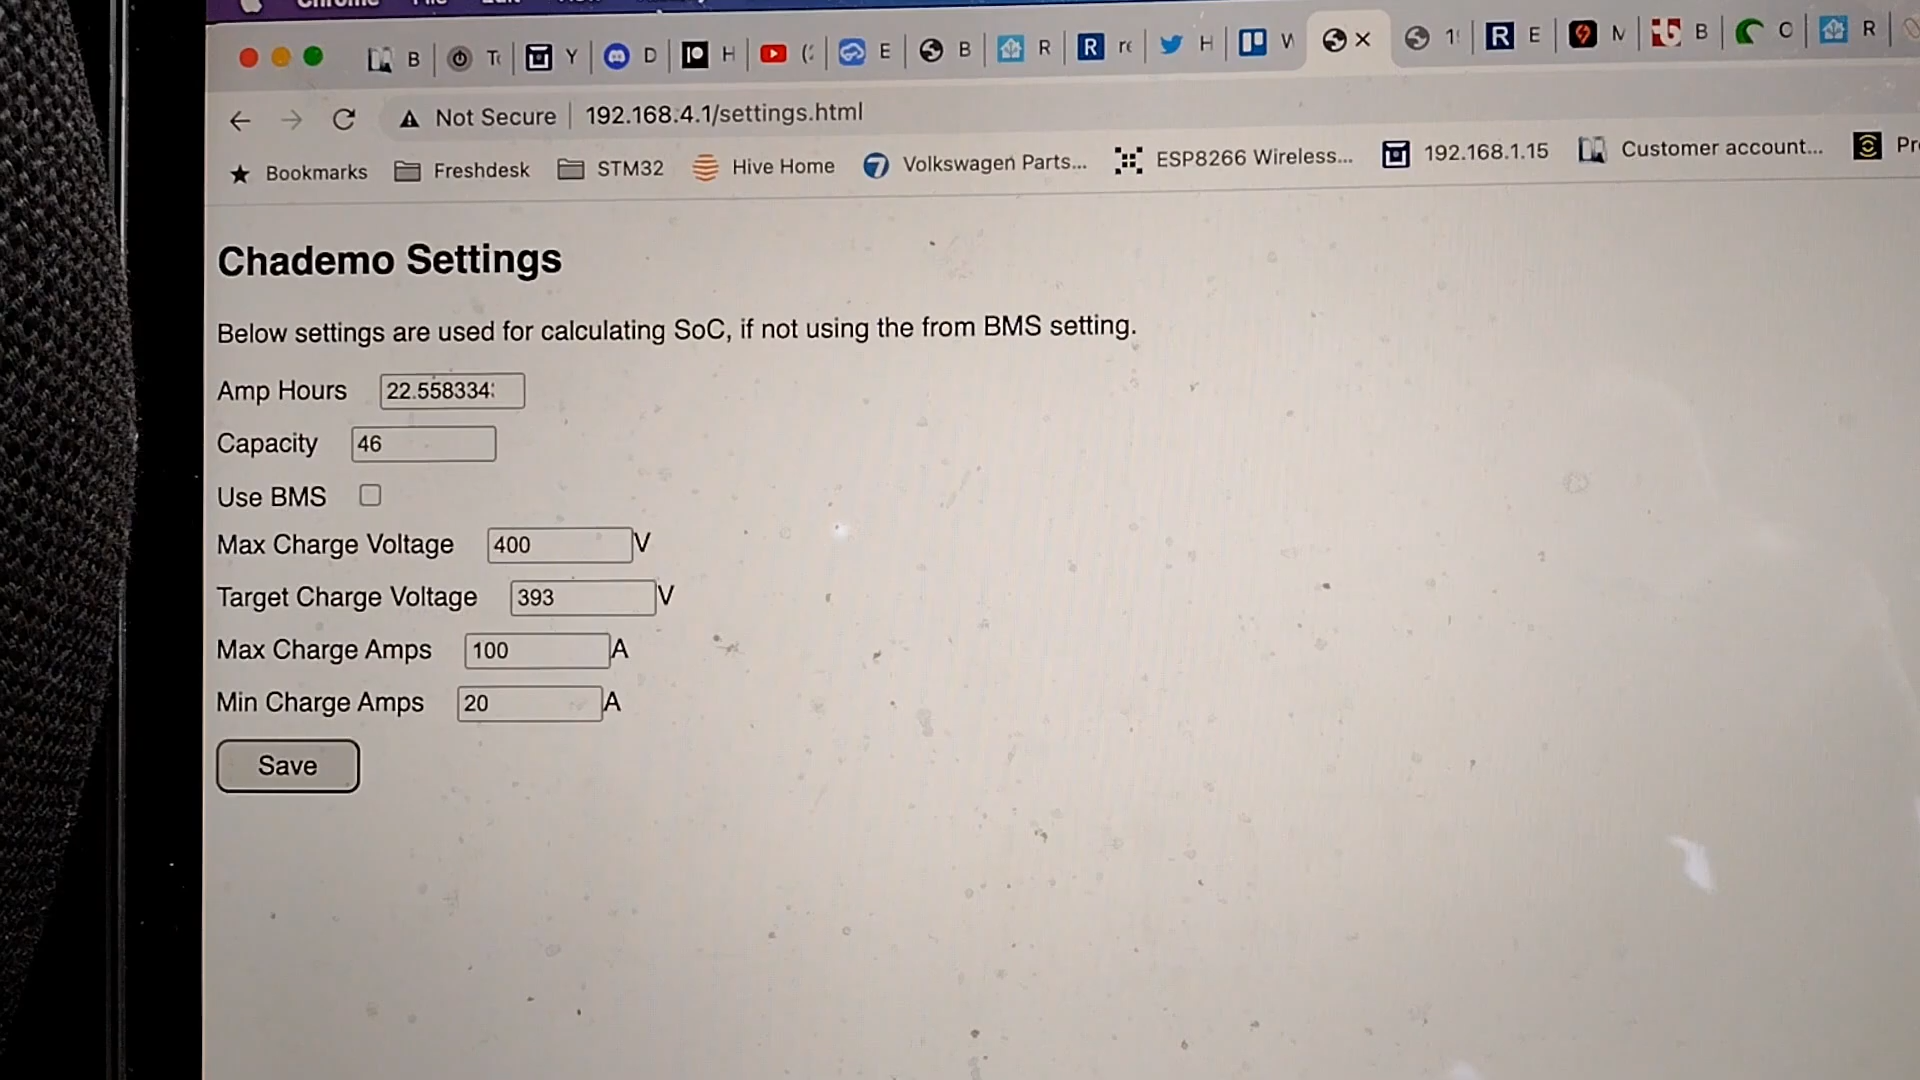 B
Y
D
H
E
B
R
H
E
M
B
R
Not Secure 192.168.4.1/settings.html
Bookmarks Freshdesk STM32 Hive Home Volkswagen Parts... ESP8266 Wireless... 192.168.1.15 Customer account...
Chademo Settings
Below settings are used for calculating SoC, if not using the from BMS setting.
Amp Hours 22.558334
Capacity 46
Use BMS
Max Charge Voltage 400 V
Target Charge Voltage 393 V
Max Charge Amps 100 A
Min Charge Amps 20 A
Save